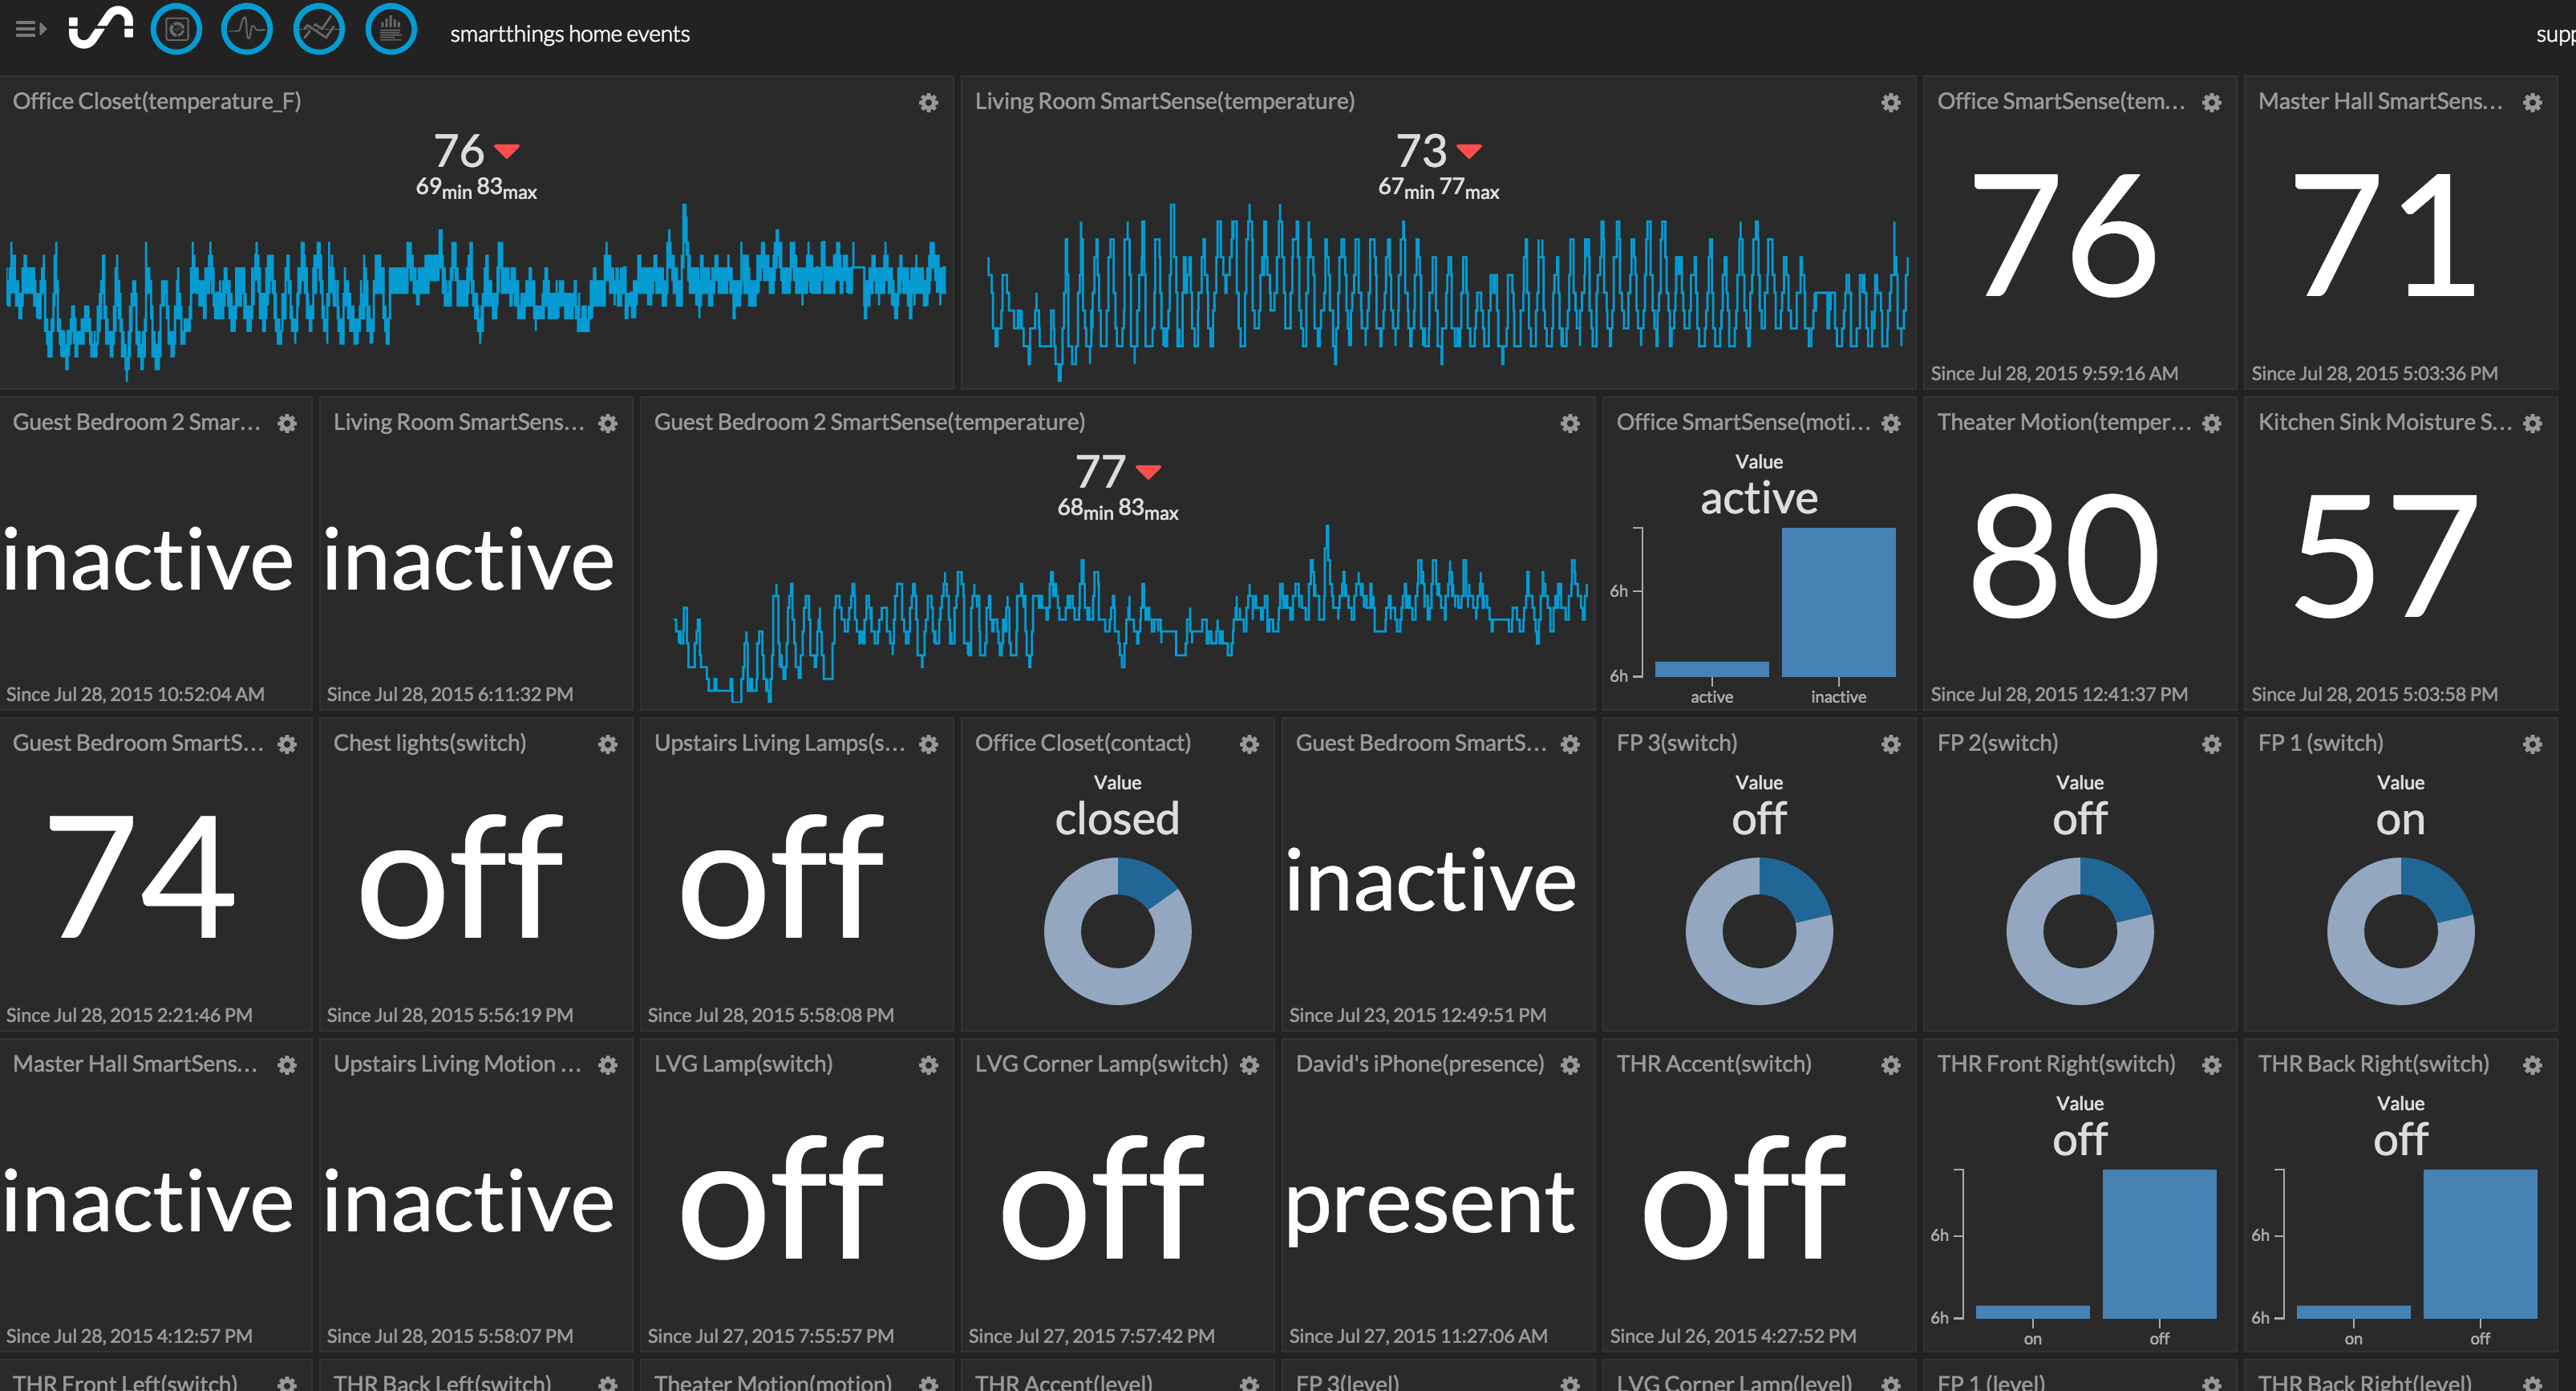 smartthings home events
supp
Office Closet(temperature_F)
76
69min 83max
Living Room SmartSense(temperature)
73
67min 77max
Office SmartSense(tem...
76
Since Jul 28, 2015 9:59:16 AM
Master Hall SmartSens...
71
Since Jul 28, 2015 5:03:36 PM
Guest Bedroom 2 Smar...
inactive
Since Jul 28, 2015 10:52:04 AM
Living Room SmartSens...
inactive
Since Jul 28, 2015 6:11:32 PM
Guest Bedroom 2 SmartSense(temperature)
77
68min 83max
Office SmartSense(moti...
Value
active
6h
6h
active
inactive
Theater Motion(temper...
80
Since Jul 28, 2015 12:41:37 PM
Kitchen Sink Moisture S...
57
Since Jul 28, 2015 5:03:58 PM
Guest Bedroom SmartS...
74
Since Jul 28, 2015 2:21:46 PM
Chest lights(switch)
off
Since Jul 28, 2015 5:56:19 PM
Upstairs Living Lamps(s...
off
Since Jul 28, 2015 5:58:08 PM
Office Closet(contact)
Value
closed
Guest Bedroom SmartS...
inactive
Since Jul 23, 2015 12:49:51 PM
FP 3(switch)
Value
off
FP 2(switch)
Value
off
FP 1 (switch)
Value
on
Master Hall SmartSens...
inactive
Since Jul 28, 2015 4:12:57 PM
Upstairs Living Motion ...
inactive
Since Jul 28, 2015 5:58:07 PM
LVG Lamp(switch)
off
Since Jul 27, 2015 7:55:57 PM
LVG Corner Lamp(switch)
off
Since Jul 27, 2015 7:57:42 PM
David's iPhone(presence)
present
Since Jul 27, 2015 11:27:06 AM
THR Accent(switch)
off
Since Jul 26, 2015 4:27:52 PM
THR Front Right(switch)
Value
off
6h
6h
on
off
THR Back Right(switch)
Value
off
6h
6h
on
off
THR Front Left(switch)
THR Back Left(switch)
Theater Motion(motion)
THR Accent(level)
FP 3(level)
LVG Corner Lamp(level)
FP 1 (level)
THR Back Right(level)